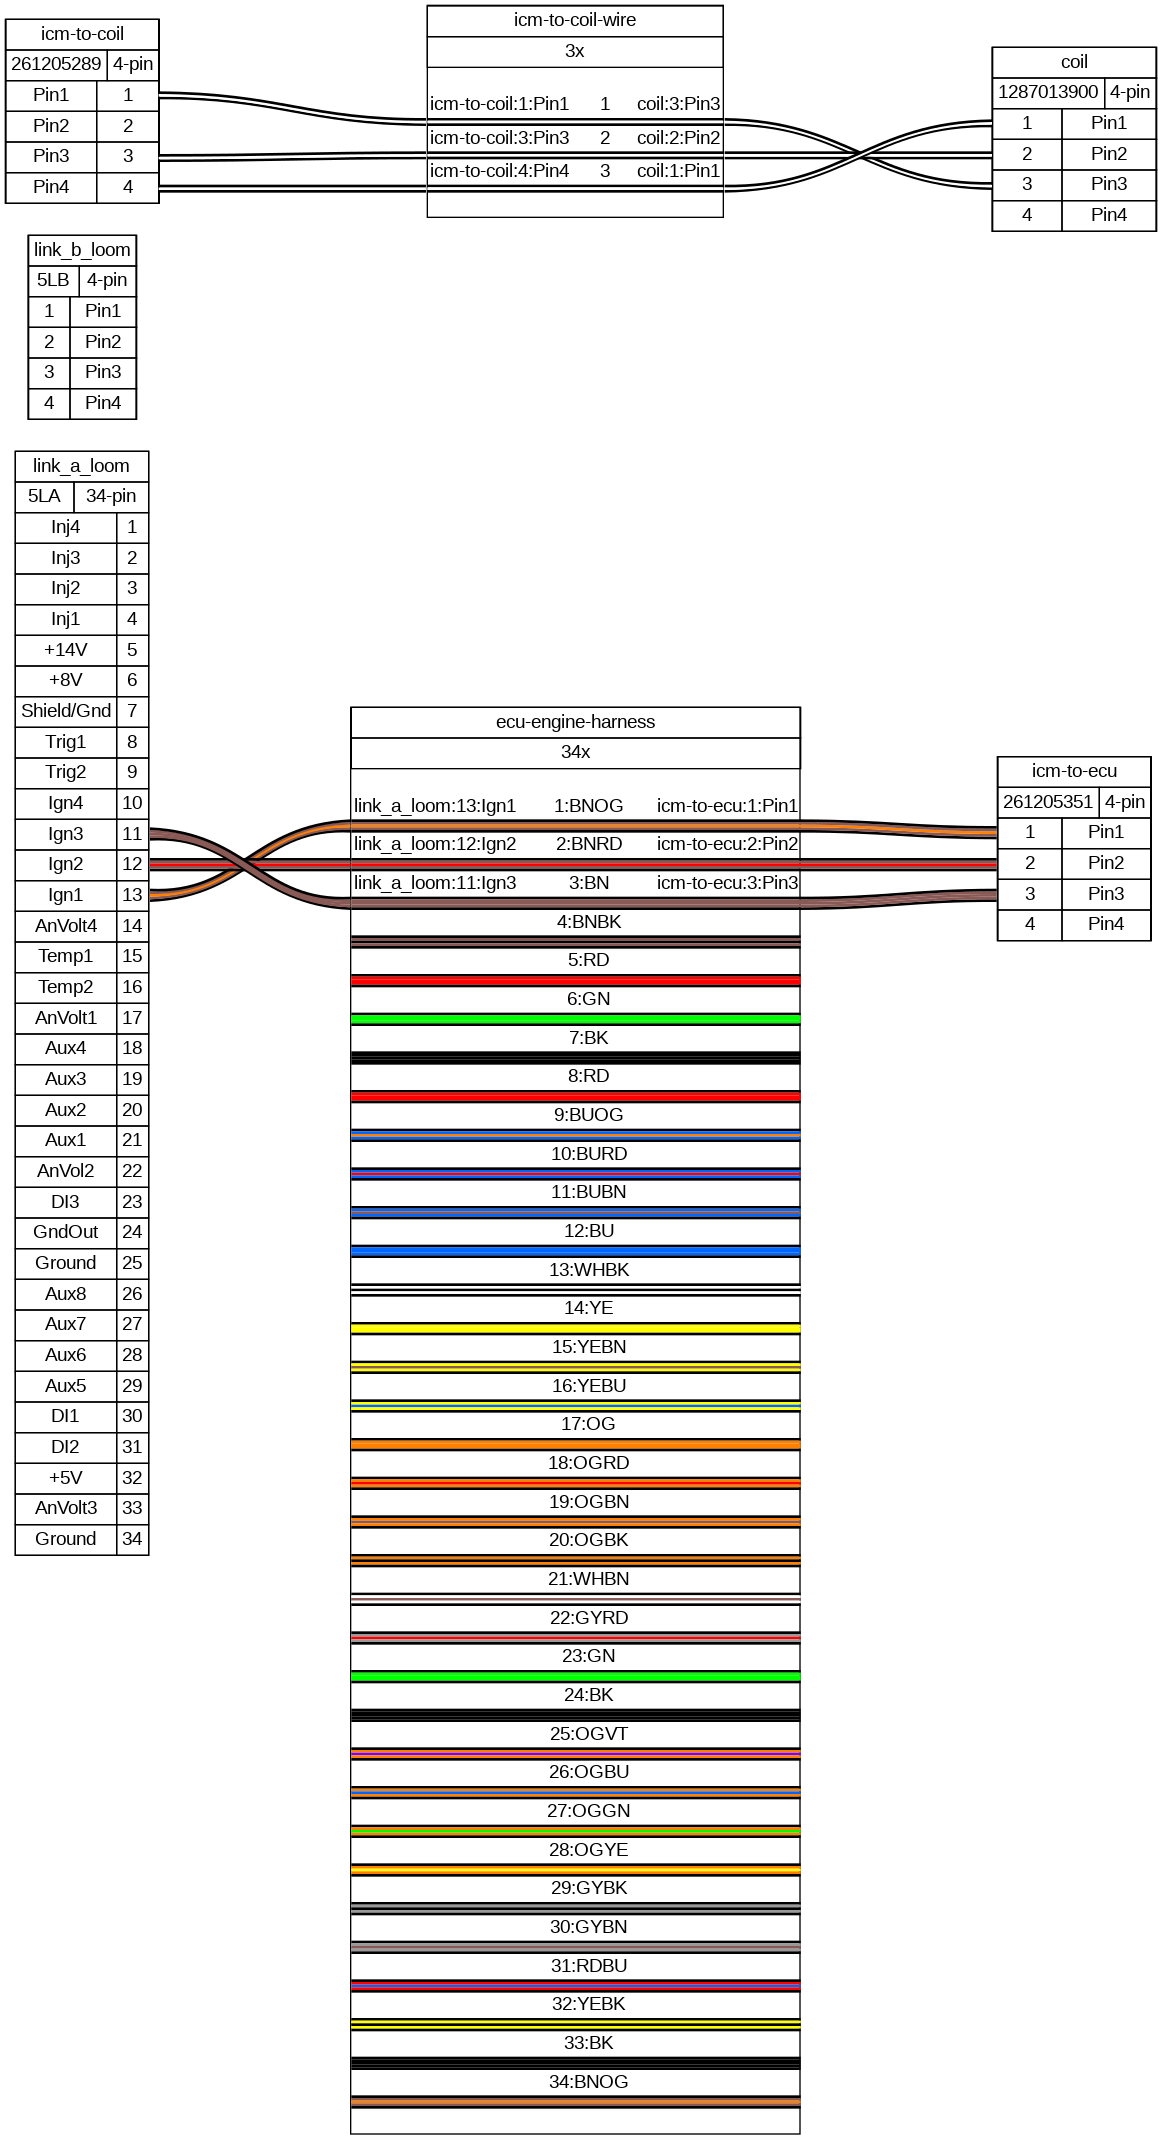 icm-to-coil
261205289 4-pin
Pin1 1
Pin2 2
Pin3 3
Pin4 4
icm-to-coil-wire
3x
icm-to-coil:1:Pin1 1 coil:3:Pin3
icm-to-coil:3:Pin3 2 coil:2:Pin2
icm-to-coil:4:Pin4 3 coil:1:Pin1
coil
1287013900 4-pin
1 Pin1
2 Pin2
3 Pin3
4 Pin4
link_b_loom
5LB 4-pin
1 Pin1
2 Pin2
3 Pin3
4 Pin4
link_a_loom
5LA 34-pin
Inj4 1
Inj3 2
Inj2 3
Inj1 4
+14V 5
+8V 6
Shield/Gnd 7
Trig1 8
Trig2 9
Ign4 10
Ign3 11
Ign2 12
Ign1 13
AnVolt4 14
Temp1 15
Temp2 16
AnVolt1 17
Aux4 18
Aux3 19
Aux2 20
Aux1 21
AnVol2 22
DI3 23
GndOut 24
Ground 25
Aux8 26
Aux7 27
Aux6 28
Aux5 29
DI1 30
DI2 31
+5V 32
AnVolt3 33
Ground 34
ecu-engine-harness
34x
link_a_loom:13:Ign1 1:BNOG icm-to-ecu:1:Pin1
link_a_loom:12:Ign2 2:BNRD icm-to-ecu:2:Pin2
link_a_loom:11:Ign3 3:BN icm-to-ecu:3:Pin3
4:BNBK
5:RD
6:GN
7:BK
8:RD
9:BUOG
10:BURD
11:BUBN
12:BU
13:WHBK
14:YE
15:YEBN
16:YEBU
17:OG
18:OGRD
19:OGBN
20:OGBK
21:WHBN
22:GYRD
23:GN
24:BK
25:OGVT
26:OGBU
27:OGGN
28:OGYE
29:GYBK
30:GYBN
31:RDBU
32:YEBK
33:BK
34:BNOG
icm-to-ecu
261205351 4-pin
1 Pin1
2 Pin2
3 Pin3
4 Pin4